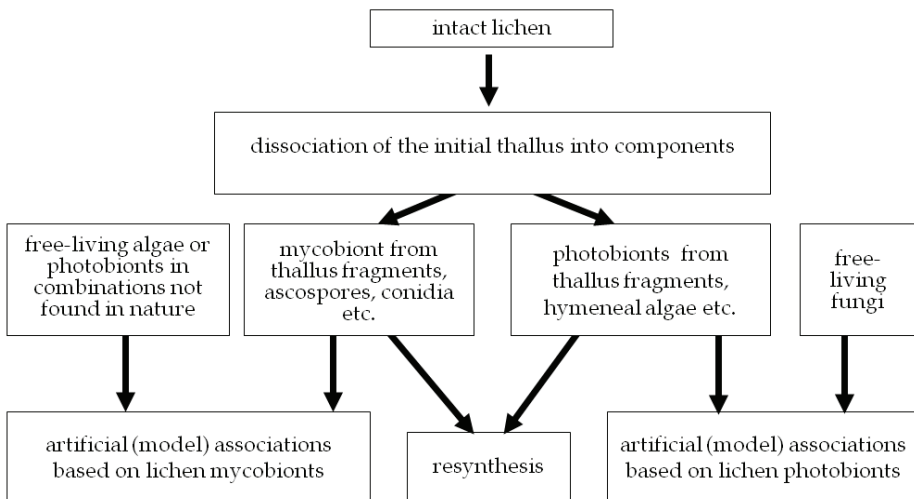 intact lichen
dissociation of the initial thallus into components
free-living algae or
photobionts in
combinations not
found in nature
mycobiont from
thallus fragments,
ascospores, conidia
etc.
photobionts from
thallus fragments,
hymeneal algae etc.
free-
living
fungi
artificial (model) associations
based on lichen mycobionts
resynthesis
artificial (model) associations
based on lichen photobionts